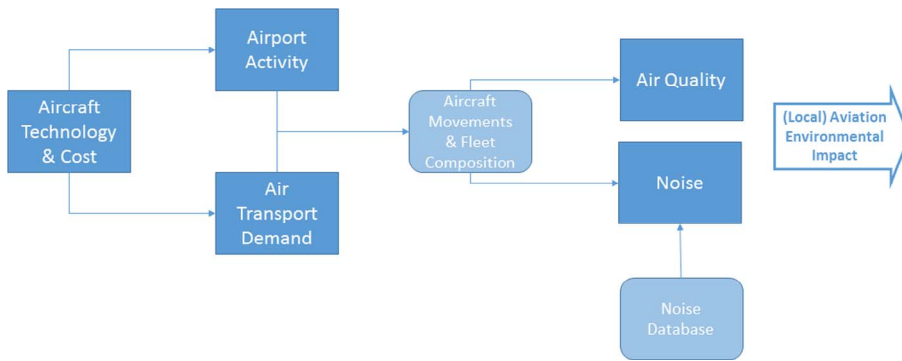 Airport
Activity
Aircraft
Technology
& Cost
Air
Transport
Demand
Aircraft
Movements
& Fleet
Composition
Air Quality
Noise
Noise
Database
(Local) Aviation
Environmental
Impact